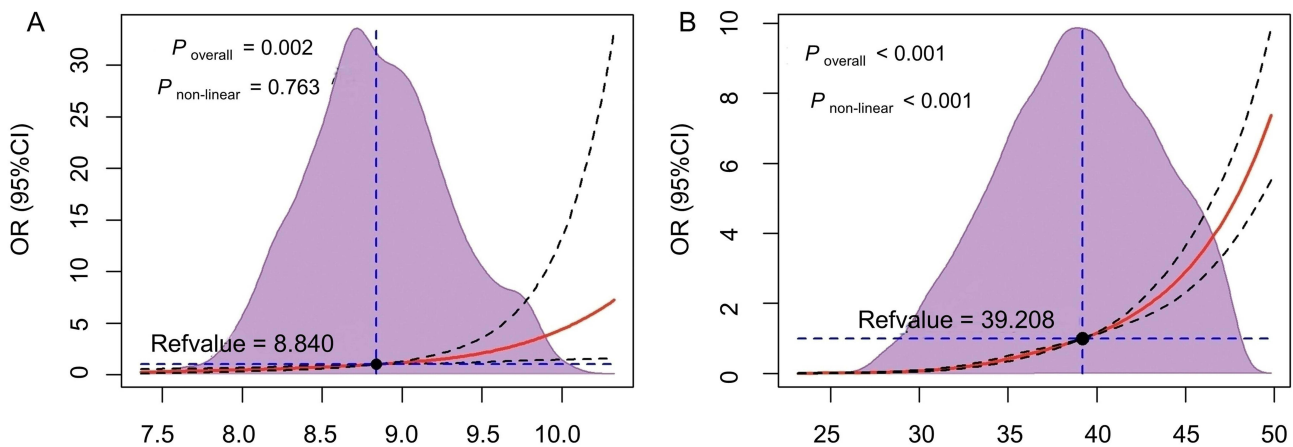 A
P overall = 0.002
P non-linear = 0.763
OR (95%CI)
30
25
20
15
10
5
0
Refvalue = 8.840
7.5 8.0 8.5 9.0 9.5 10.0
B
P overall < 0.001
P non-linear < 0.001
OR (95%CI)
10
8
6
4
2
0
Refvalue = 39.208
25 30 35 40 45 50